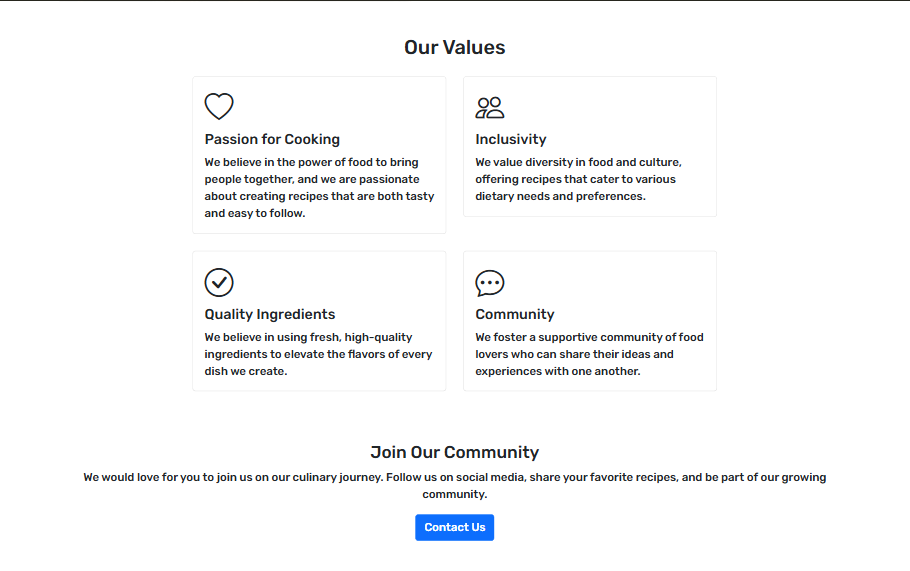 Our Values
Passion for Cooking
We believe in the power of food to bring
people together, and we are passionate
about creating recipes that are both tasty
and easy to follow.
Inclusivity
We value diversity in food and culture,
offering recipes that cater to various
dietary needs and preferences.
Quality Ingredients
We believe in using fresh, high-quality
ingredients to elevate the flavors of every
dish we create.
Community
We foster a supportive community of food
lovers who can share their ideas and
experiences with one another.
Join Our Community
We would love for you to join us on our culinary journey. Follow us on social media, share your favorite recipes, and be part of our growing
community.
Contact Us